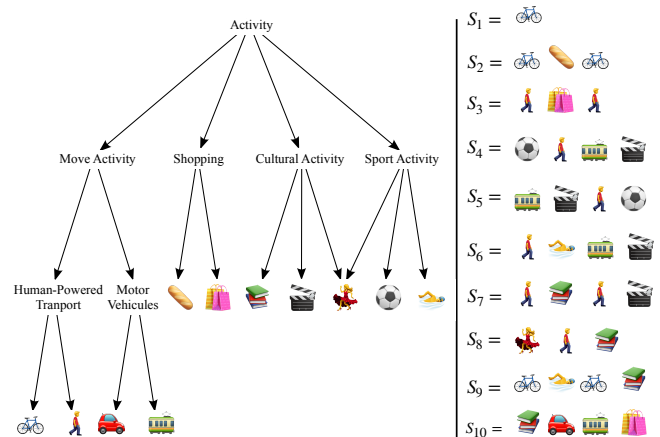 Activity
Move Activity
Shopping
Cultural Activity
Sport Activity
Human-Powered
Tranport
Motor
Vehicules
S1 =
S2 =
S3 =
S4 =
S5 =
S6 =
S7 =
S8 =
S9 =
s10 =